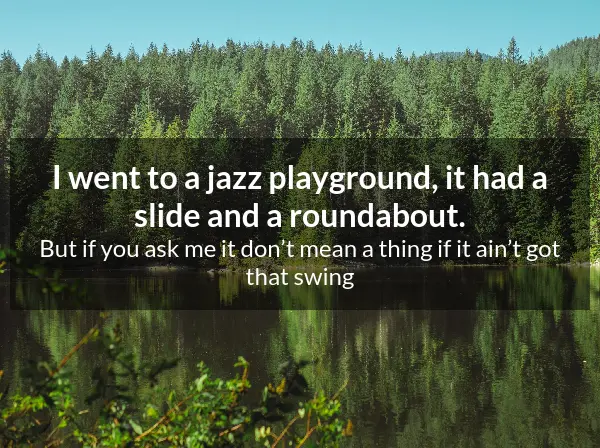 I went to a jazz playground, it had a
slide and a roundabout.
But if you ask me it don’t mean a thing if it ain’t got
that swing